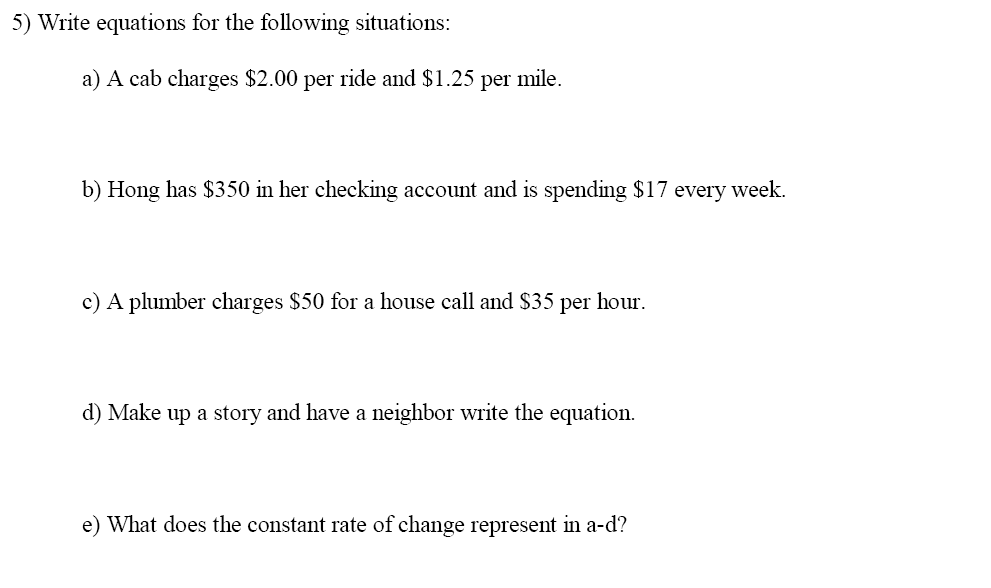 5) Write equations for the following situations:
a) A cab charges $2.00 per ride and $1.25 per mile.
b) Hong has $350 in her checking account and is spending $17 every week.
c) A plumber charges $50 for a house call and $35 per hour.
d) Make up a story and have a neighbor write the equation.
e) What does the constant rate of change represent in a-d?